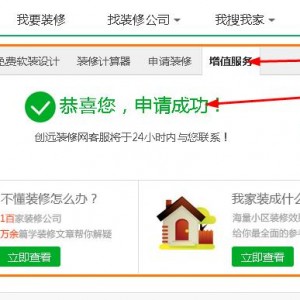 我要装修 找装修公司 我搜我家
免费软装设计 装修计算器 申请装修 增值服务
恭喜您，申请成功！
创远装修网客服将于24小时内与您联系！
不懂装修怎么办？
1百家装修公司
万余篇学装修文章帮你解疑
立即查看
我家装成什么
海量小区装修效
给你最全面的参
立即查看